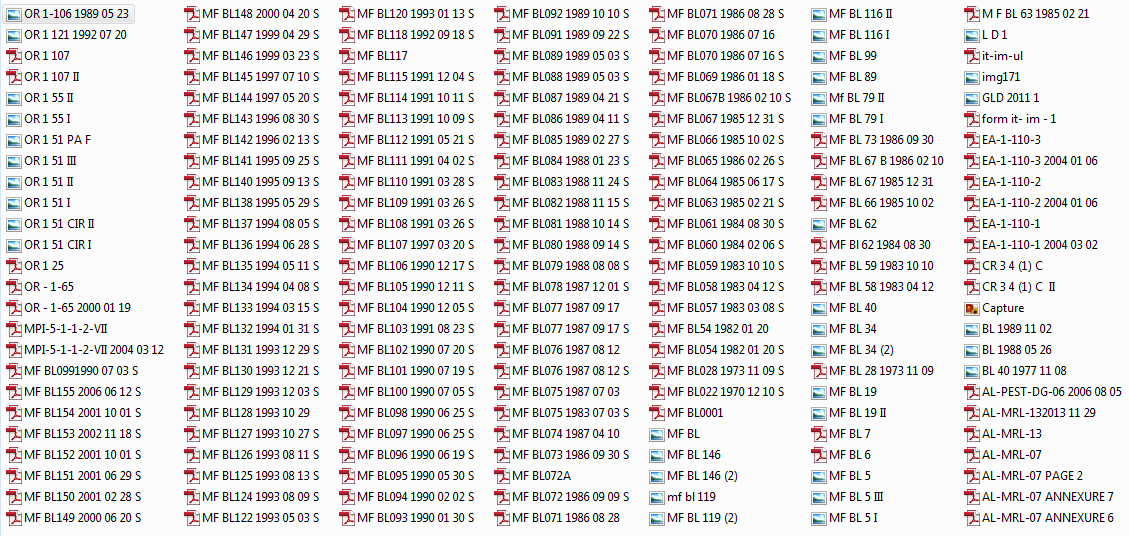 OR 1-106 1989 05 23
OR 1 121 1992 07 20
OR 1 107
OR 1 107 II
OR 1 55 II
OR 1 55 I
OR 1 51 PA F
OR 1 51 III
OR 1 51 II
OR 1 51 I
OR 1 51 CIR II
OR 1 51 CIR I
OR 1 25
OR - 1-65
OR - 1-65 2000 01 19
MPI-5-1-1-2-VII
MPI-5-1-1-2-VII 2004 03 12
MF BL0991990 07 03 S
MF BL155 2006 06 12 S
MF BL154 2001 10 01 S
MF BL153 2002 11 18 S
MF BL152 2001 10 01 S
MF BL151 2001 06 29 S
MF BL150 2001 02 28 S
MF BL149 2000 06 20 S
MF BL148 2000 04 20 S
MF BL147 1999 04 29 S
MF BL146 1999 03 23 S
MF BL145 1997 07 10 S
MF BL144 1997 05 20 S
MF BL143 1996 08 30 S
MF BL142 1996 02 13 S
MF BL141 1995 09 25 S
MF BL140 1995 09 13 S
MF BL138 1995 05 29 S
MF BL137 1994 08 05 S
MF BL136 1994 06 28 S
MF BL135 1994 05 11 S
MF BL134 1994 04 08 S
MF BL133 1994 03 15 S
MF BL132 1994 01 31 S
MF BL131 1993 12 29 S
MF BL130 1993 12 21 S
MF BL129 1993 12 03 S
MF BL128 1993 10 29
MF BL127 1993 10 27 S
MF BL126 1993 08 11 S
MF BL125 1993 08 13 S
MF BL124 1993 08 09 S
MF BL122 1993 05 03 S
MF BL120 1993 01 13 S
MF BL118 1992 09 18 S
MF BL117
MF BL115 1991 12 04 S
MF BL114 1991 10 11 S
MF BL113 1991 10 09 S
MF BL112 1991 05 21 S
MF BL111 1991 04 02 S
MF BL110 1991 03 28 S
MF BL109 1991 03 26 S
MF BL108 1991 03 26 S
MF BL107 1997 03 20 S
MF BL106 1990 12 17 S
MF BL105 1990 12 11 S
MF BL104 1990 12 05 S
MF BL103 1991 08 23 S
MF BL102 1990 07 20 S
MF BL101 1990 07 19 S
MF BL100 1990 07 05 S
MF BL098 1990 06 25 S
MF BL097 1990 06 25 S
MF BL096 1990 06 19 S
MF BL095 1990 05 30 S
MF BL094 1990 02 02 S
MF BL093 1990 01 30 S
MF BL092 1989 10 10 S
MF BL091 1989 09 22 S
MF BL089 1989 05 03 S
MF BL088 1989 05 03 S
MF BL087 1989 04 21 S
MF BL086 1989 04 11 S
MF BL085 1989 02 27 S
MF BL084 1988 01 23 S
MF BL083 1988 11 24 S
MF BL082 1988 11 15 S
MF BL081 1988 10 14 S
MF BL080 1988 09 14 S
MF BL079 1988 08 08 S
MF BL078 1987 12 01 S
MF BL077 1987 09 17
MF BL077 1987 09 17 S
MF BL076 1987 08 12
MF BL076 1987 08 12 S
MF BL075 1987 07 03
MF BL075 1983 07 03 S
MF BL074 1987 04 10
MF BL073 1986 09 30 S
MF BL072A
MF BL072 1986 09 09 S
MF BL071 1986 08 28
MF BL071 1986 08 28 S
MF BL070 1986 07 16
MF BL070 1986 07 16 S
MF BL069 1986 01 18 S
MF BL067B 1986 02 10 S
MF BL067 1985 12 31 S
MF BL066 1985 10 02 S
MF BL065 1986 02 26 S
MF BL064 1985 06 17 S
MF BL063 1985 02 21 S
MF BL061 1984 08 30 S
MF BL060 1984 02 06 S
MF BL059 1983 10 10 S
MF BL058 1983 04 12 S
MF BL057 1983 03 08 S
MF BL54 1982 01 20
MF BL054 1982 01 20 S
MF BL028 1973 11 09 S
MF BL022 1970 12 10 S
MF BL0001
MF BL
MF BL 146
MF BL 146 (2)
mf bl 119
MF BL 119 (2)
MF BL 116 II
MF BL 116 I
MF BL 99
MF BL 89
Mf BL 79 II
MF BL 79 I
MF BL 73 1986 09 30
MF BL 67 B 1986 02 10
MF BL 67 1985 12 31
MF BL 66 1985 10 02
MF BL 62
MF Bl 62 1984 08 30
MF BL 59 1983 10 10
MF BL 58 1983 04 12
MF BL 40
MF BL 34
MF BL 34 (2)
MF BL 28 1973 11 09
MF BL 19
MF BL 19 II
MF BL 7
MF BL 6
MF BL 5
MF BL 5 III
MF BL 5 I
M F BL 63 1985 02 21
L D 1
it-im-ul
img171
GLD 2011 1
form it- im - 1
EA-1-110-3
EA-1-110-3 2004 01 06
EA-1-110-2
EA-1-110-2 2004 01 06
EA-1-110-1
EA-1-110-1 2004 03 02
CR 3 4 (1) C
CR 3 4 (1) C II
Capture
BL 1989 11 02
BL 1988 05 26
BL 40 1977 11 08
AL-PEST-DG-06 2006 08 05
AL-MRL-132013 11 29
AL-MRL-13
AL-MRL-07
AL-MRL-07 PAGE 2
AL-MRL-07 ANNEXURE 7
AL-MRL-07 ANNEXURE 6